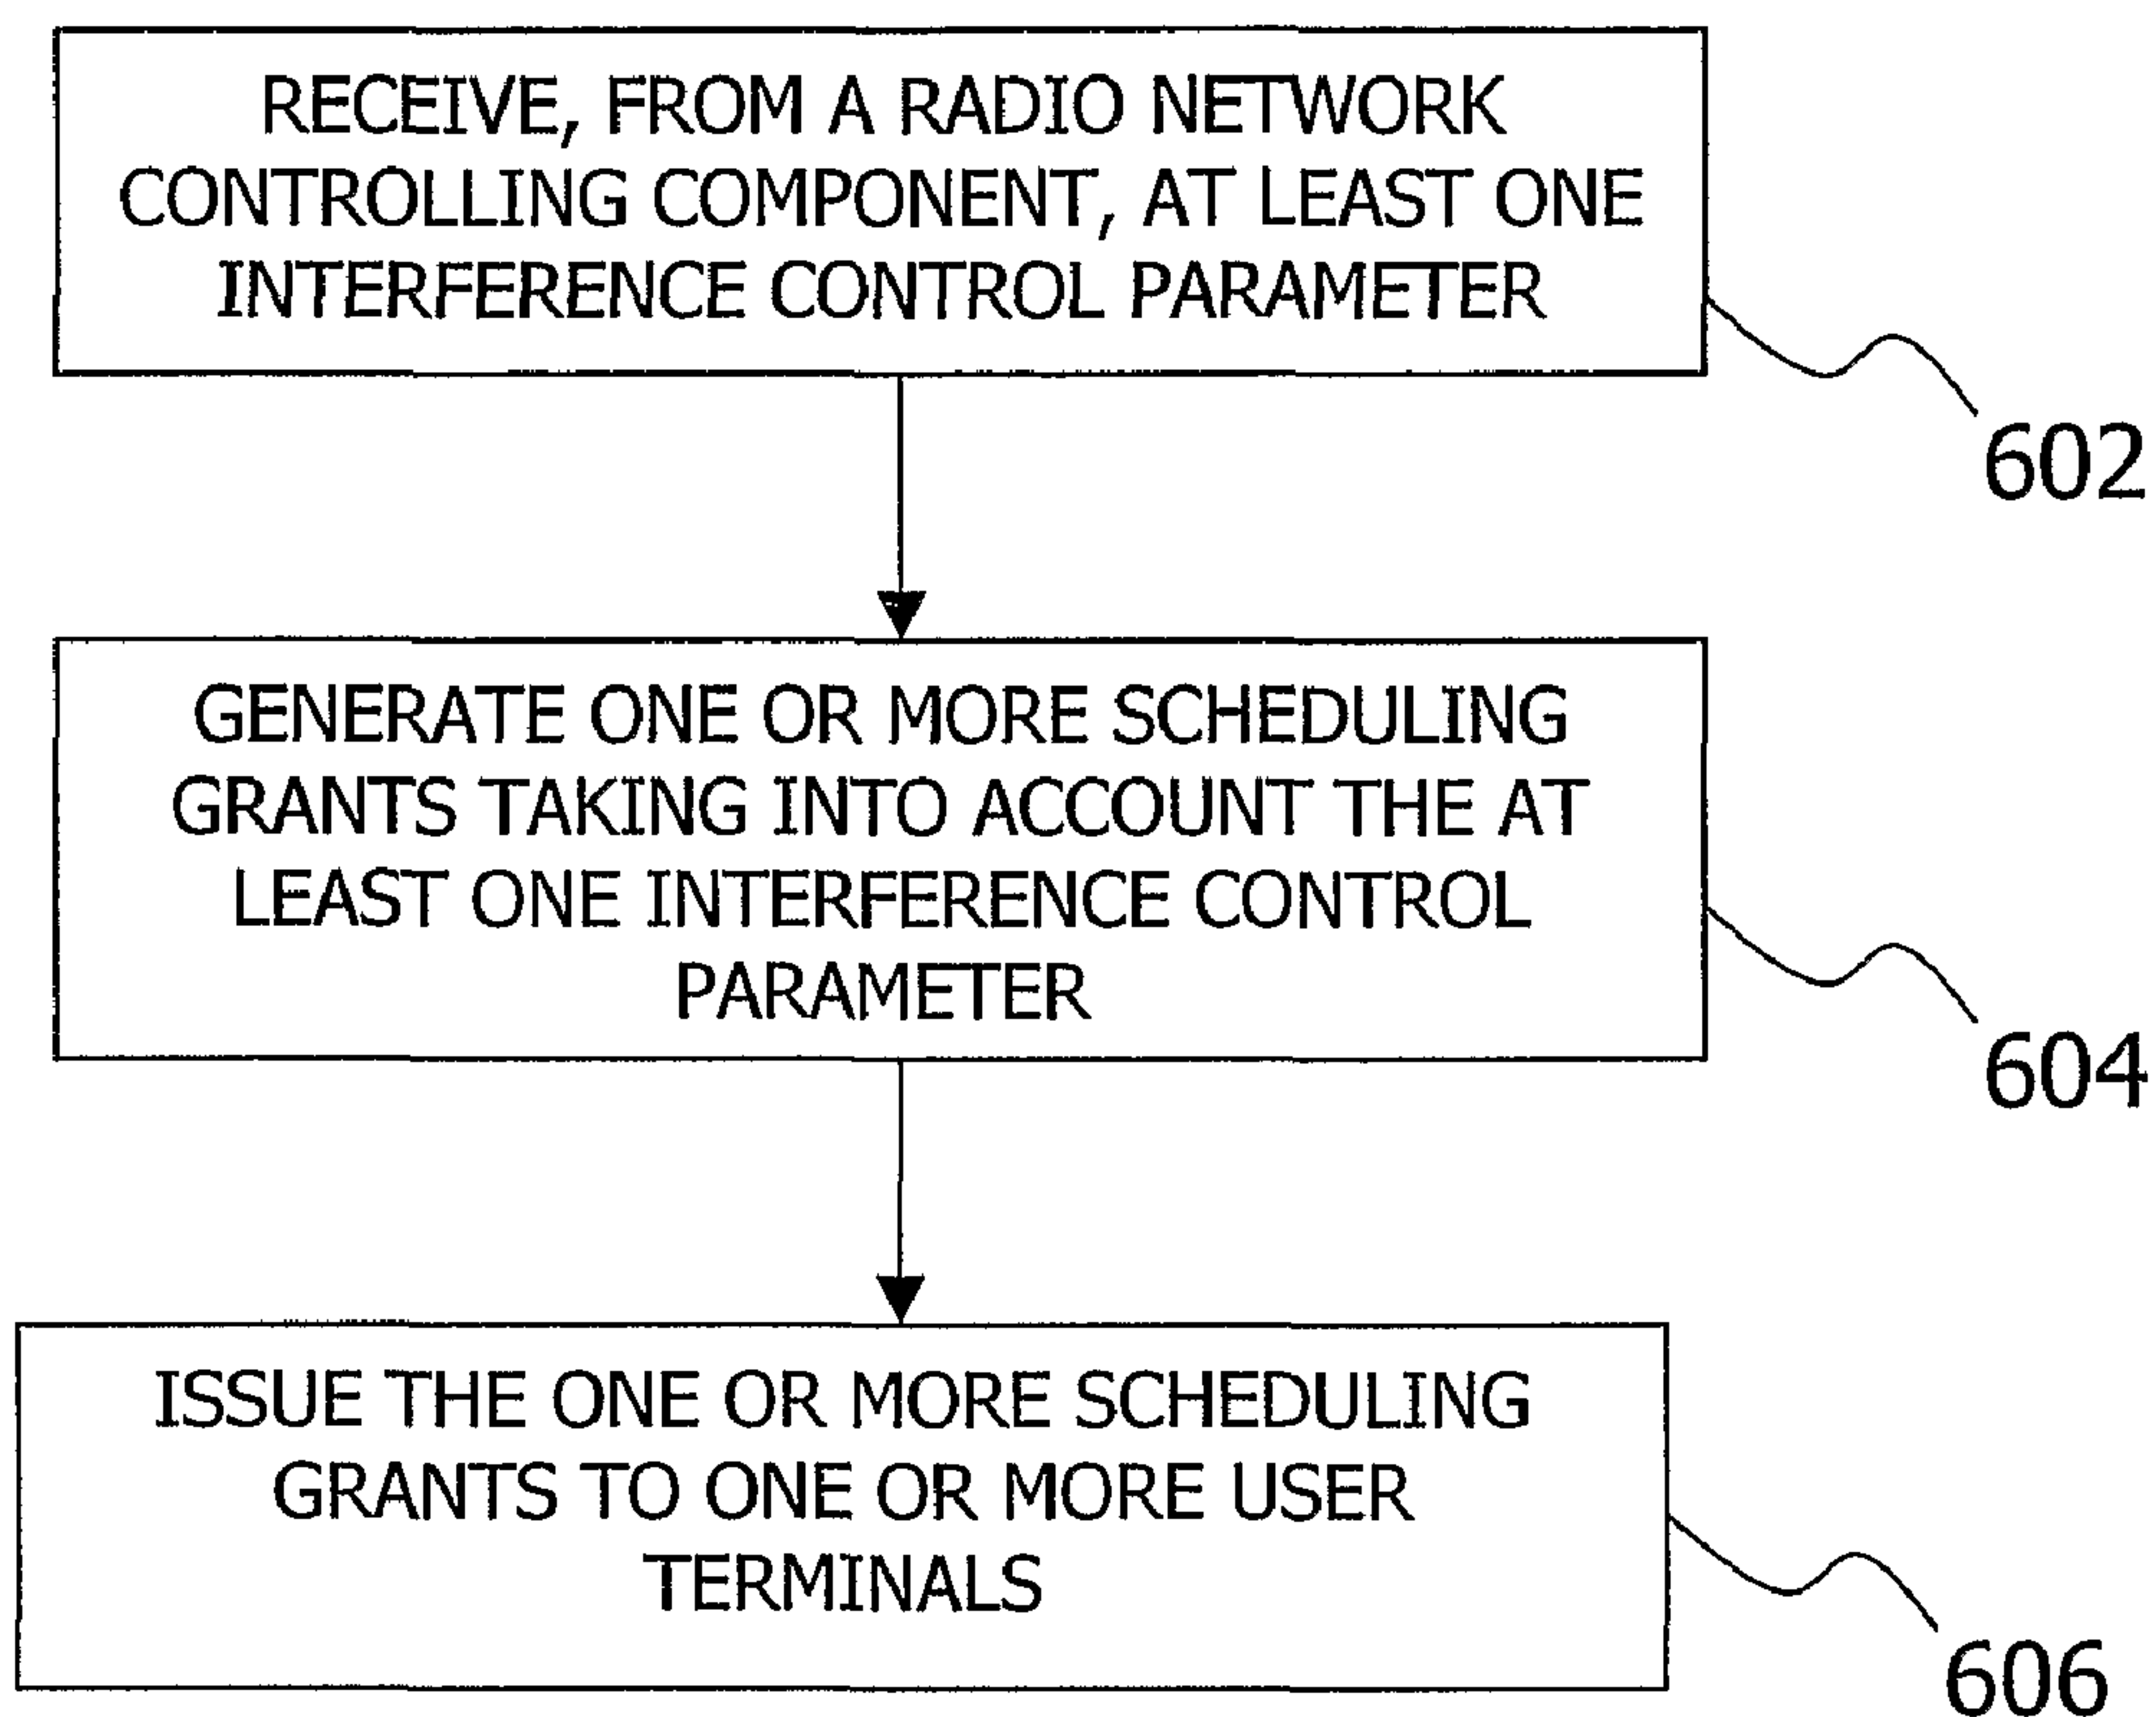 RECEIVE, FROM A RADIO NETWORK
CONTROLLING COMPONENT, AT LEAST ONE
INTERFERENCE CONTROL PARAMETER
602
GENERATE ONE OR MORE SCHEDULING
GRANTS TAKING INTO ACCOUNT THE AT
LEAST ONE INTERFERENCE CONTROL
PARAMETER
604
ISSUE THE ONE OR MORE SCHEDULING
GRANTS TO ONE OR MORE USER
TERMINALS
606